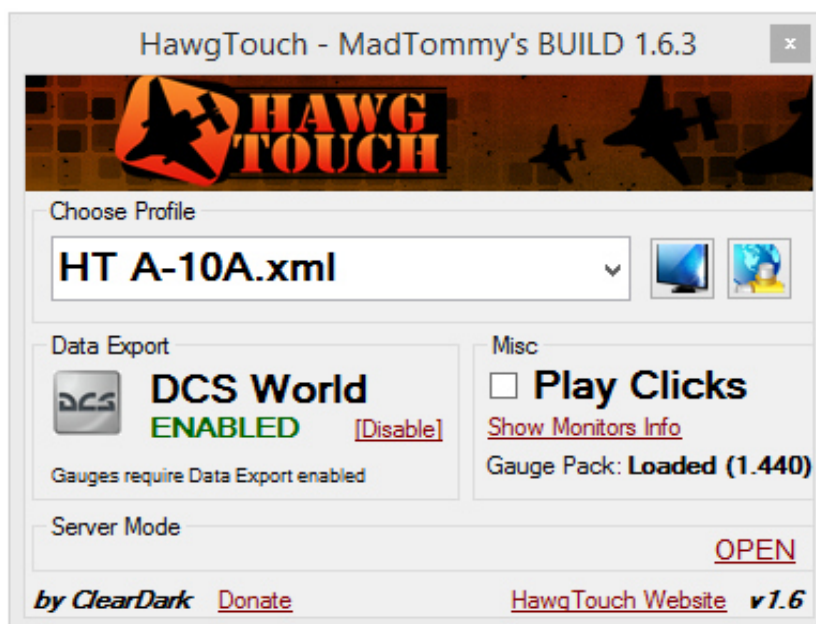 HawgTouch - MadTommy's BUILD 1.6.3
x
HAWG
TOUCH
Choose Profile
HT A-10A.xml
Data Export
DCS
DCS World
ENABLED [Disable]
Gauges require Data Export enabled
Misc
Play Clicks
Show Monitors Info
Gauge Pack: Loaded (1.440)
Server Mode
OPEN
by ClearDark Donate HawgTouch Website v1.6